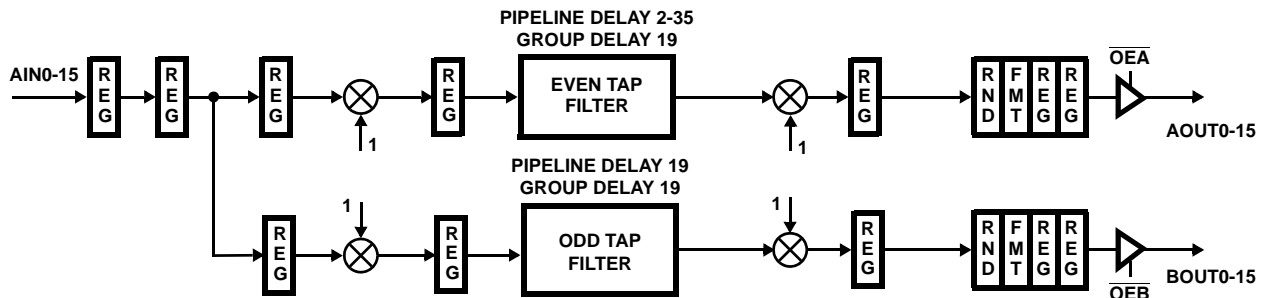 PIPELINE DELAY 2-35
GROUP DELAY 19
AIN0-15
REG
REG
REG
1
REG
EVEN TAP
FILTER
1
REG
RND
FMT
REG
REG
OEA
AOUT0-15
PIPELINE DELAY 19
GROUP DELAY 19
REG
1
REG
ODD TAP
FILTER
1
REG
RND
FMT
REG
REG
OEB
BOUT0-15